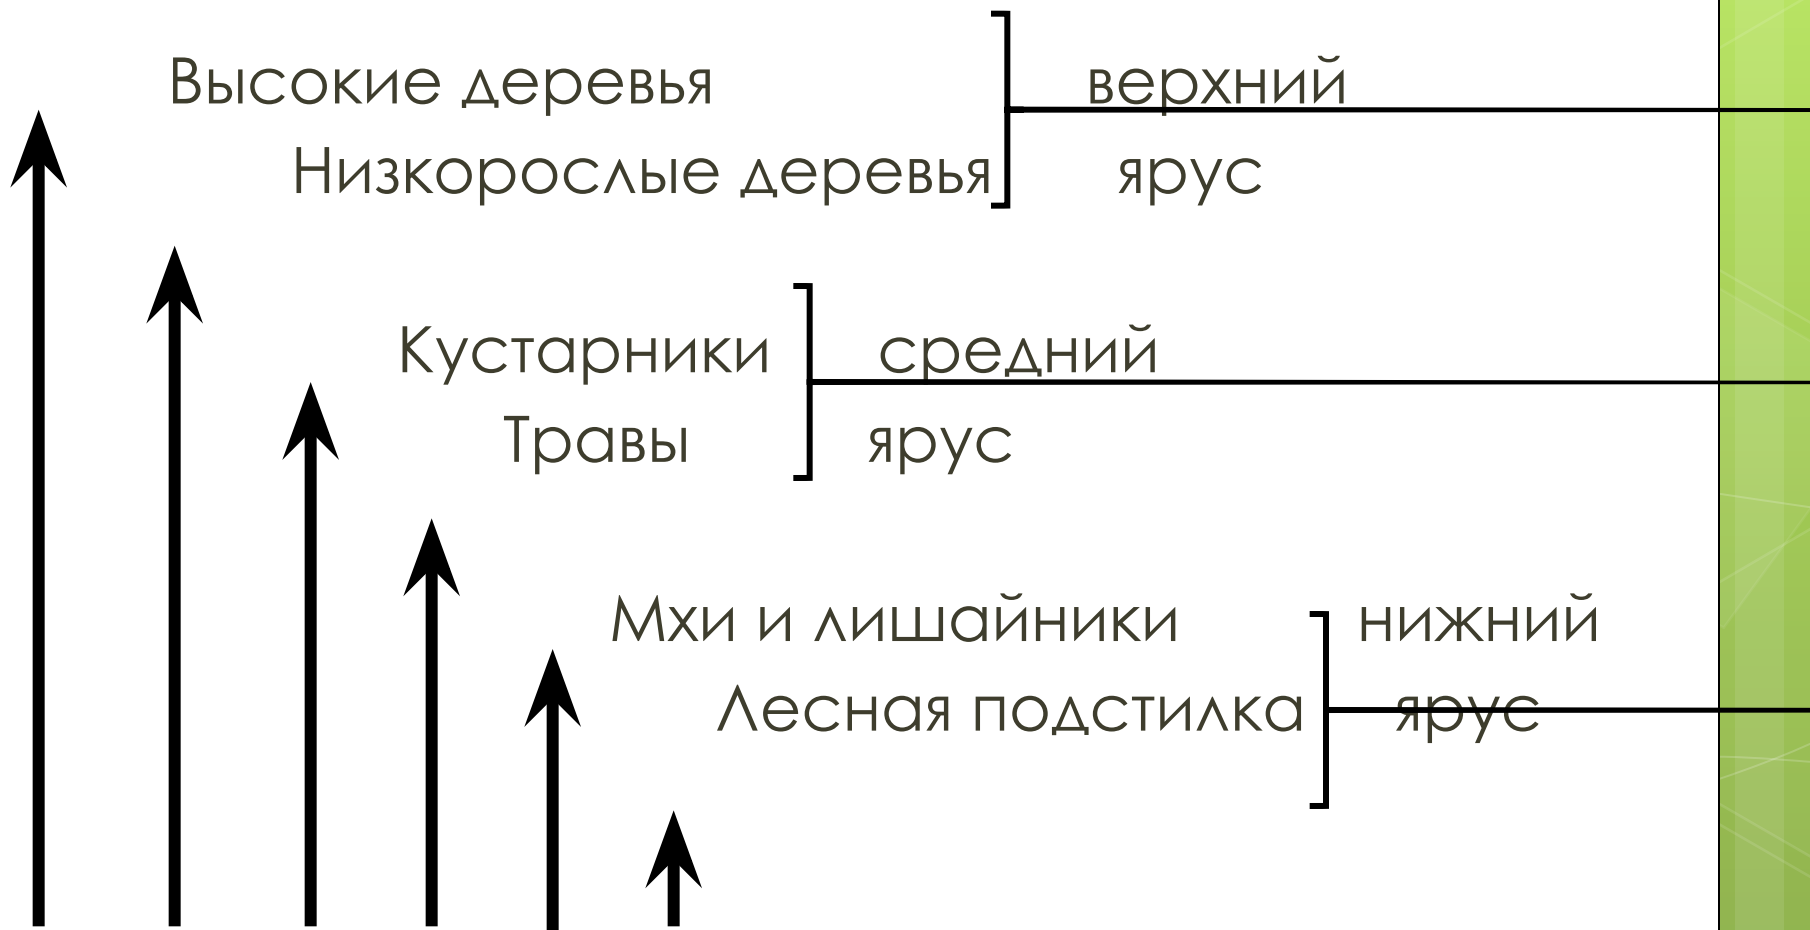 Высокие деревья верхний
Низкорослые деревья ярус
Кустарники средний
Травы ярус
Мхи и лишайники нижний
Лесная подстилка ярус